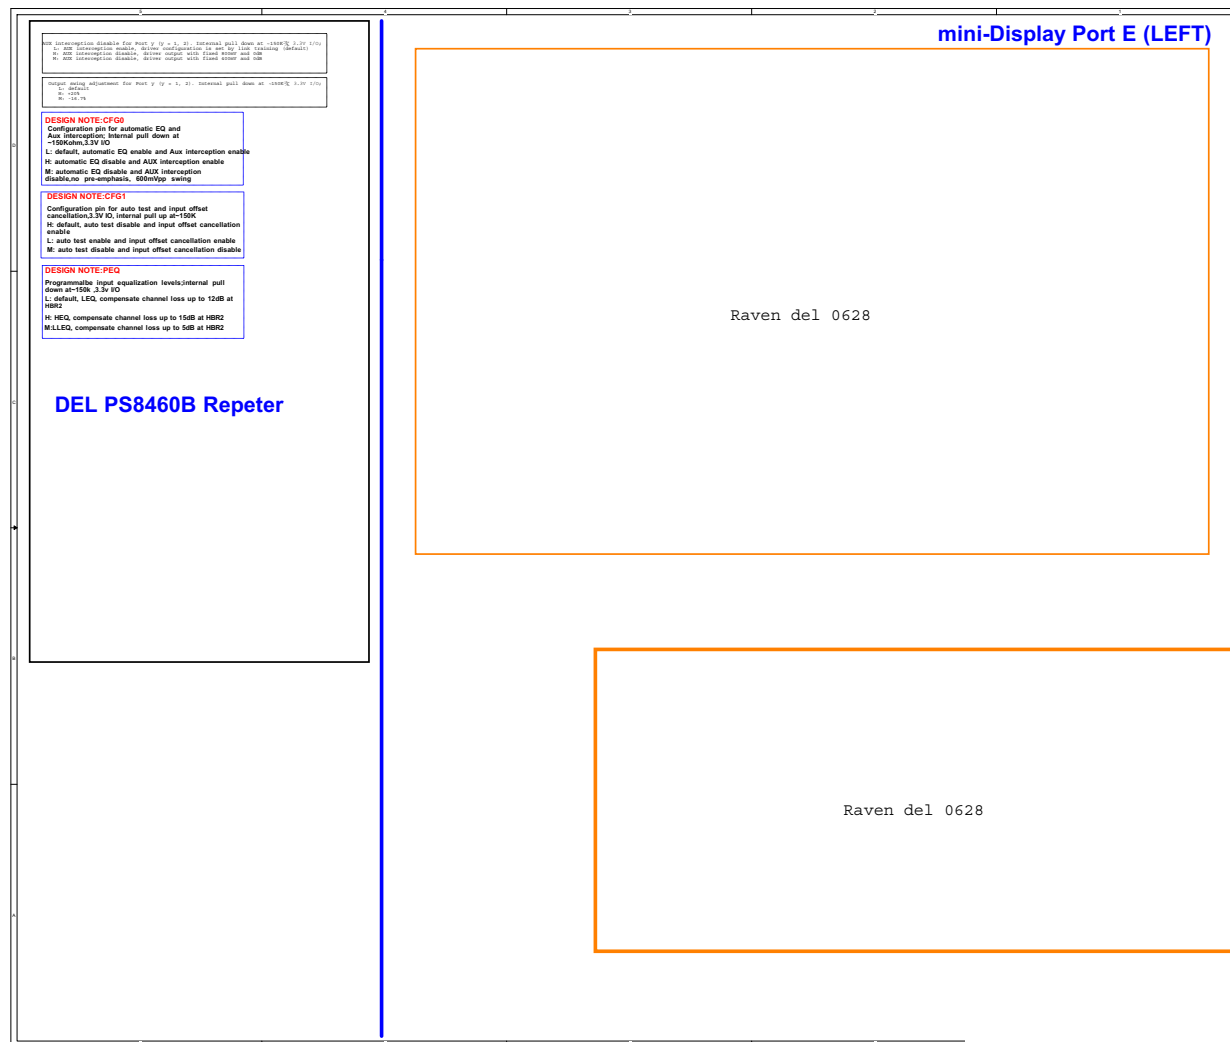 mini-Display Port E (LEFT)
AUX interception disable for Port y (y = 1, 2). Internal pull down at ~150K 3.3V I/O;
L: AUX interception enable, driver configuration is set by link training (default)
H: AUX interception disable, driver output with fixed 800mV and 0dB
M: AUX interception disable, driver output with fixed 400mV and 0dB
Output swing adjustment for Port y (y = 1, 2). Internal pull down at ~150K 3.3V I/O;
L: default
H: +20%
M: -16.7%
DESIGN NOTE:CFG0
Configuration pin for automatic EQ and
Aux interception; Internal pull down at
~150Kohm,3.3V I/O
L: default, automatic EQ enable and Aux interception enable
H: automatic EQ disable and AUX interception enable
M: automatic EQ disable and AUX interception
disable,no pre-emphasis, 600mVpp swing
DESIGN NOTE:CFG1
Configuration pin for auto test and input offset
cancellation,3.3V IO, internal pull up at~150K
H: default, auto test disable and input offset cancellation
enable
L: auto test enable and input offset cancellation enable
M: auto test disable and input offset cancellation disable
DESIGN NOTE:PEQ
Programmalbe input equalization levels;internal pull
down at~150k ,3.3v I/O
L: default, LEQ, compensate channel loss up to 12dB at
HBR2
H: HEQ, compensate channel loss up to 15dB at HBR2
M:LLEQ, compensate channel loss up to 5dB at HBR2
Raven del 0628
DEL PS8460B Repeter
Raven del 0628